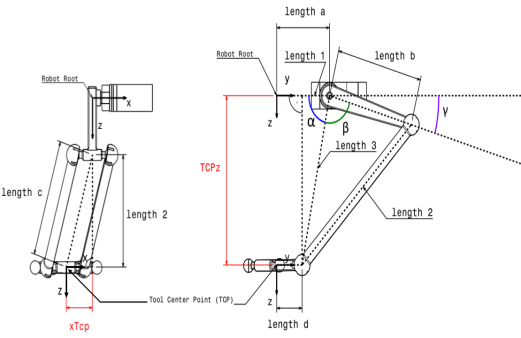 length a
Robot Root
length 1
length b
Robot Root
y
x
z
z
α
β
γ
length 3
TCPz
length c
length 2
length 2
x
y
z
Tool Center Point (TCP)
z
xTcp
length d